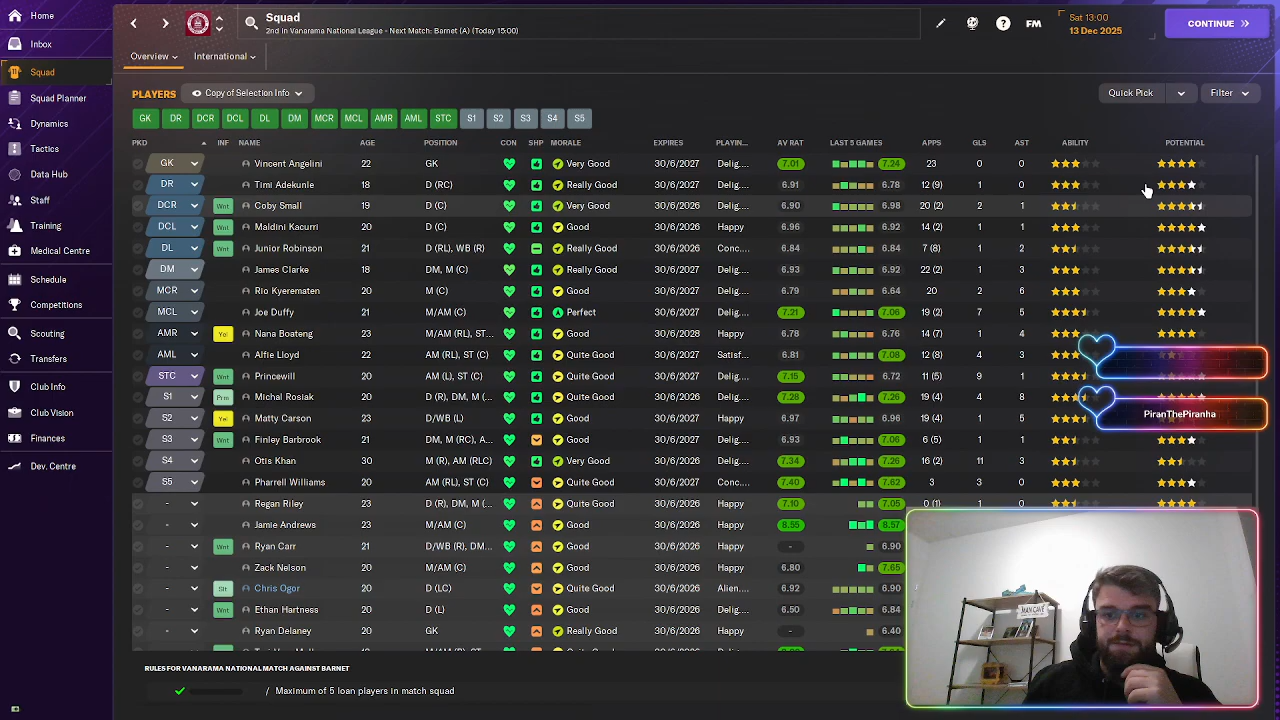 Home
Inbox
Squad
Squad Planner
Dynamics
Tactics
Data Hub
Staff
Training
Medical Centre
Schedule
Competitions
Scouting
Transfers
Club Info
Club Vision
Finances
Dev. Centre
Squad
2nd in Vanarama National League - Next Match: Barnet (A) (Today 15:00)
FM
Sat 13:00
13 Dec 2025
CONTINUE
Overview
International
PLAYERS
Copy of Selection Info
Quick Pick
Filter
GK DR DCR DCL DL DM MCR MCL AMR AML STC S1 S2 S3 S4 S5
PKD INF NAME AGE POSITION CON SHP MORALE EXPIRES PLAYIN... AV RAT LAST 5 GAMES APPS GLS AST ABILITY POTENTIAL
GK Vincent Angelini 22 GK Very Good 30/6/2027 Delig... 7.01 7.24 23 0 0
DR Timi Adekunle 18 D (RC) Really Good 30/6/2027 Delig... 6.91 6.78 12 (9) 1 0
DCR Wnt Coby Small 19 D (C) Very Good 30/6/2027 Delig... 6.90 6.98 20 (2) 2 1
DCL Wnt Maldini Kacurri 20 D (C) Good 30/6/2027 Happy 6.96 6.98 14 (2) 1 1
DL Wnt Junior Robinson 21 D (RL), WB (R) Really Good 30/6/2027 Conc... 6.84 6.84 7 (8) 1 2
DM James Clarke 18 DM, M (C) Really Good 30/6/2027 Delig... 6.93 6.92 22 (2) 1 3
MCR Rio Kyerematen 20 M (C) Good 30/6/2027 Delig... 6.79 6.64 20 2 6
MCL Joe Duffy 21 M/AM (C) Perfect 30/6/2027 Delig... 7.21 7.06 19 (2) 7 5
AMR Yel Nana Boateng 23 M/AM (RL), ST... Good 30/6/2028 Happy 6.78 6.76 4
AML Alfie Lloyd 22 AM (RL), ST (C) Quite Good 30/6/2027 Satisf... 6.81 7.08 12 (8) 4 3
STC Wnt Princewill 20 AM (L), ST (C) Quite Good 30/6/2027 Delig... 7.15 6.72 11 (5) 9 1
S1 Prm Michal Rosiak 20 D (R), DM, M (... Quite Good 30/6/2027 Delig... 7.28 7.26 19 (4) 4 8
S2 Yel Matty Carson 23 D/WB (L) Good 30/6/2027 Happy 6.97 6.96 18 (4) 1 5
S3 Wnt Finley Barbrook 21 DM, M (RC), A... Good 30/6/2027 Delig... 6.93 7.06 6 (6) 1 1
S4 Otis Khan 30 M (R), AM (RLC) Very Good 30/6/2026 Delig... 7.34 7.26 16 (2) 11 3
S5 Pharrell Williams 20 AM (RL), ST (C) Quite Good 30/6/2027 Conc... 7.40 7.62 3 3 0
- Regan Riley 23 D (R), DM, M (... Quite Good 30/6/2026 Happy 7.10 7.05 0 (1) 1 0
- Jamie Andrews 23 M/AM (C) Good 30/6/2026 Happy 8.55 8.57
- Wnt Ryan Carr 21 D/WB (R), DM... Good 30/6/2026 Happy - 6.90
- Zack Nelson 20 M/AM (C) Good 30/6/2026 Happy 6.80 7.65
- Slt Chris Ogor 20 D (LC) Quite Good 30/6/2026 Alien... 6.92 6.90
- Wnt Ethan Hartness 20 D (L) Good 30/6/2026 Delig... 6.50 6.84
- Ryan Delaney 20 GK Really Good 30/6/2026 Happy - 6.40
PiranThePiranha
MAN CAVE
RULES FOR VANARAMA NATIONAL MATCH AGAINST BARNET
/ Maximum of 5 loan players in match squad